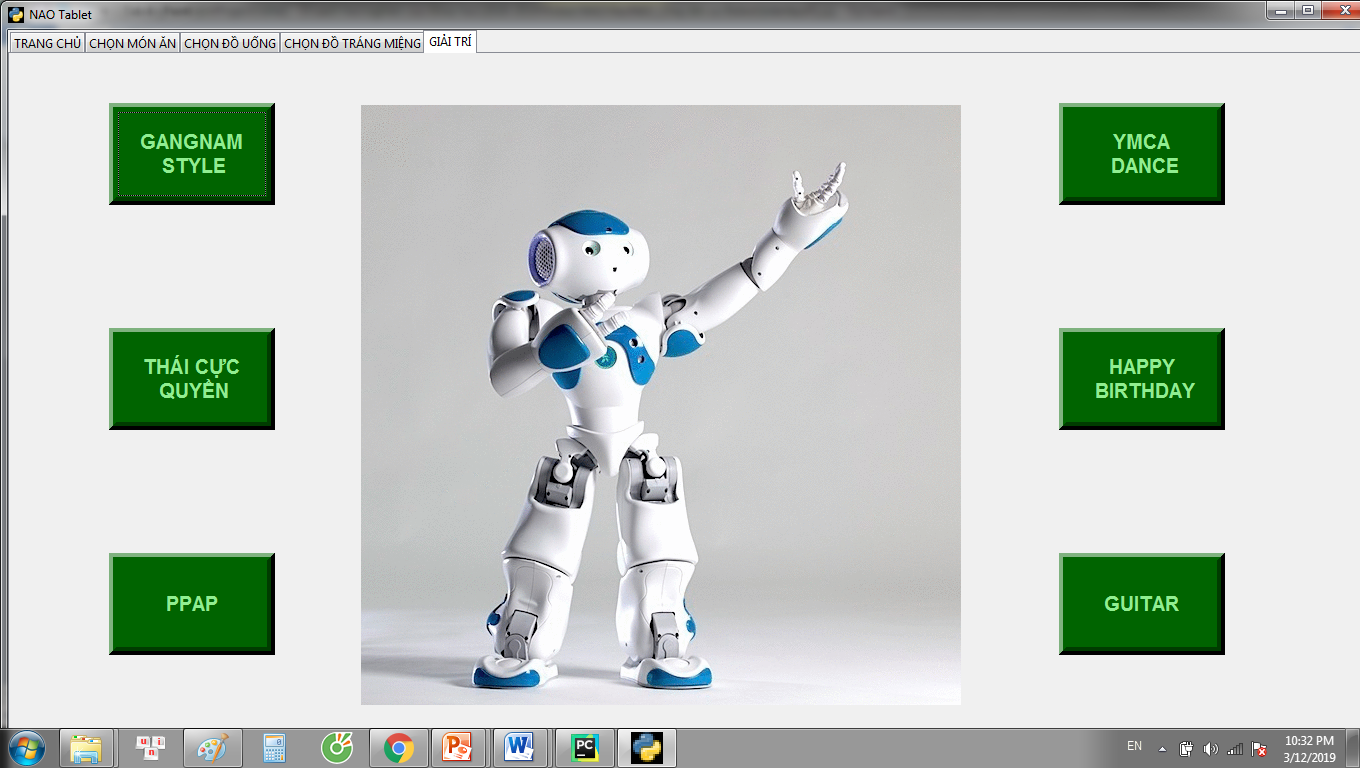 NAO Tablet
TRANG CHỦ CHỌN MÓN ĂN CHỌN ĐỒ UỐNG CHỌN ĐỒ TRÁNG MIỆNG GIẢI TRÍ
GANGNAM
STYLE
YMCA
DANCE
THÁI CỰC
QUYỀN
HAPPY
BIRTHDAY
PPAP
GUITAR
u i
n
P
W
PC
EN
10:32 PM
3/12/2019